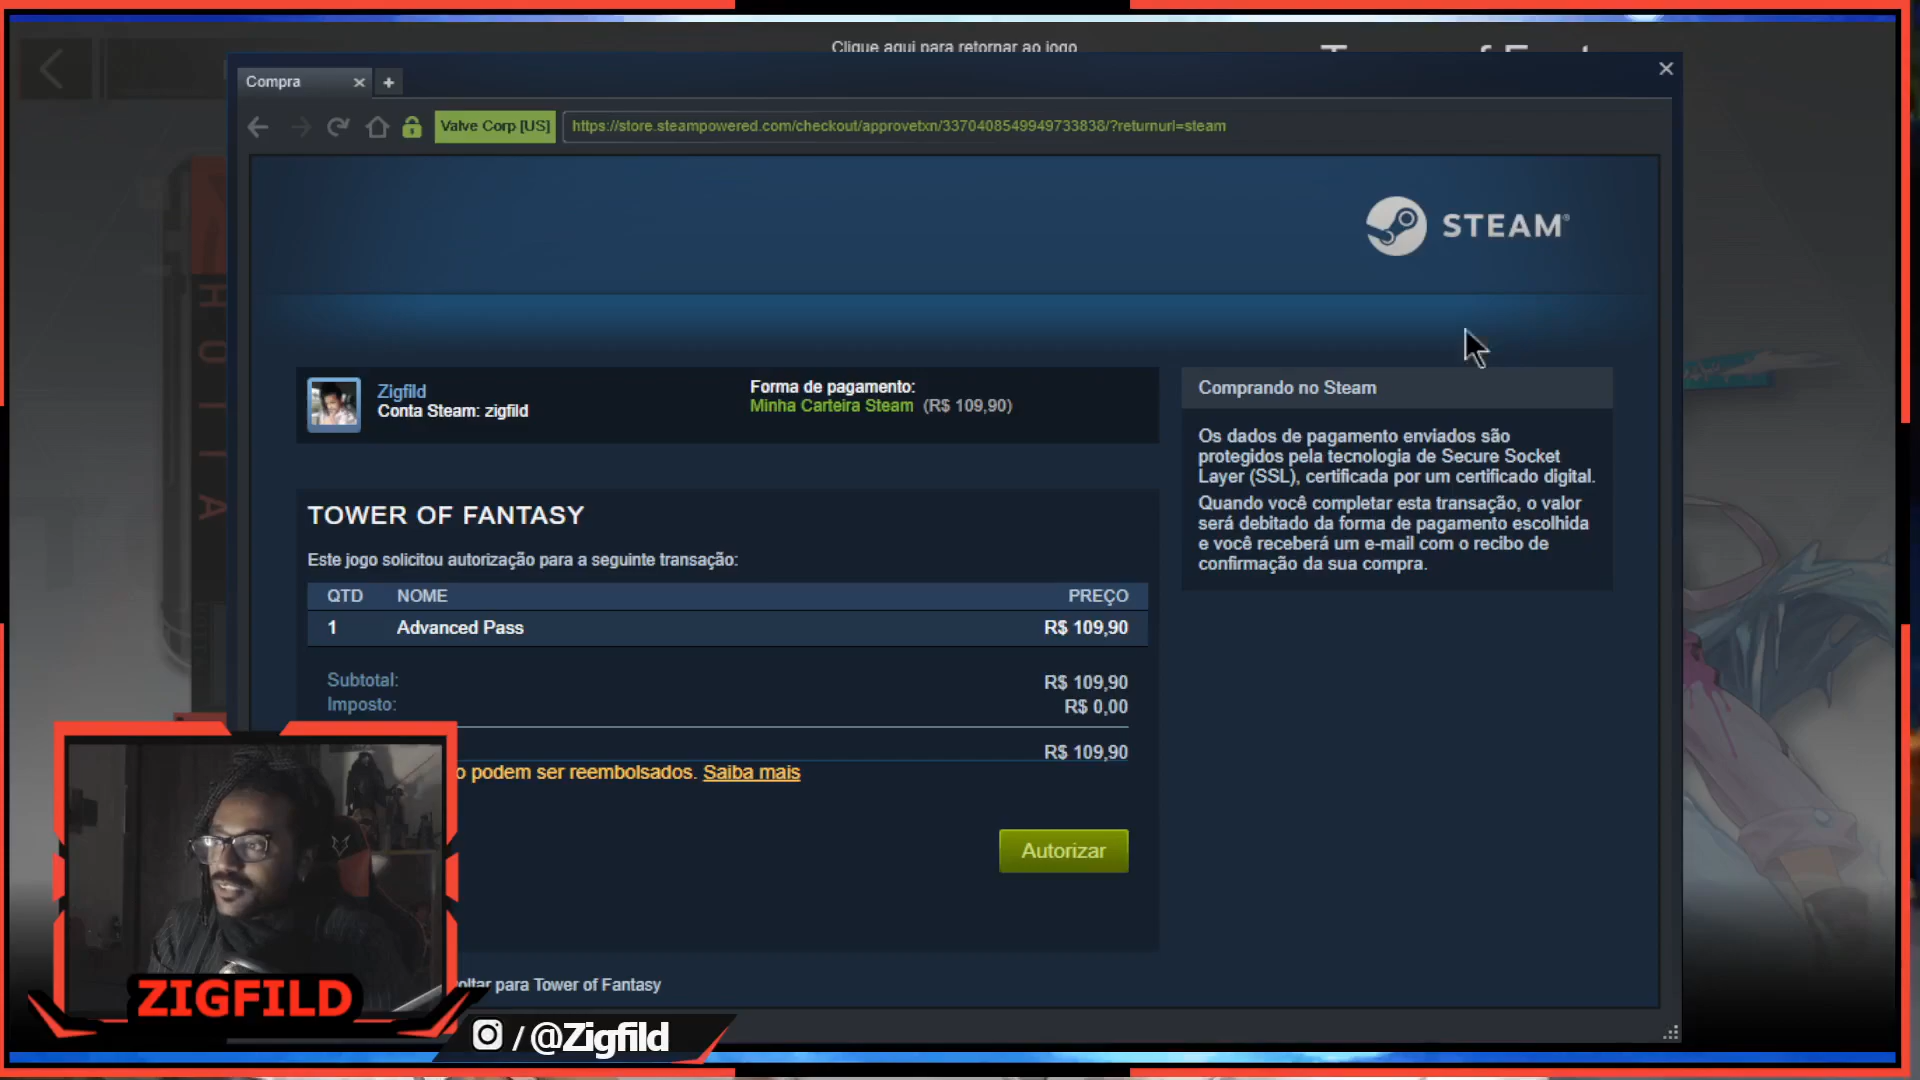 Clique aqui para retornar ao jogo
Compra
Valve Corp [US]
https://store.steampowered.com/checkout/approvetxn/3370408549949733838/?returnurl=steam
STEAM®
Zigfild
Conta Steam: zigfild
Forma de pagamento:
Minha Carteira Steam (R$ 109,90)
Comprando no Steam
Os dados de pagamento enviados são
protegidos pela tecnologia de Secure Socket
Layer (SSL), certificada por um certificado digital.
Quando você completar esta transação, o valor
será debitado da forma de pagamento escolhida
e você receberá um e-mail com o recibo de
confirmação da sua compra.
TOWER OF FANTASY
Este jogo solicitou autorização para a seguinte transação:
QTD NOME PREÇO
1 Advanced Pass R$ 109,90
Subtotal: R$ 109,90
Imposto: R$ 0,00
R$ 109,90
o podem ser reembolsados. Saiba mais
Autorizar
oltar para Tower of Fantasy
ZIGFILD
/ @Zigfild